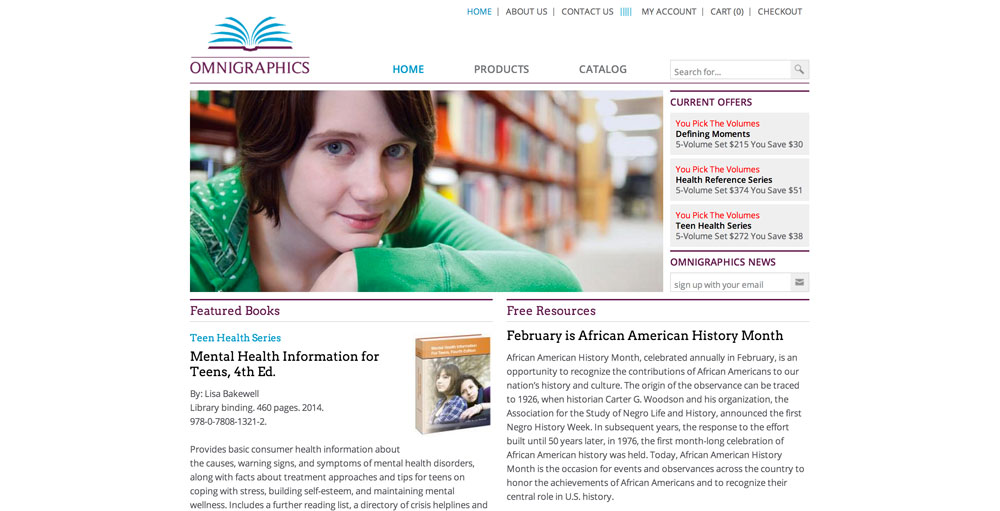 HOME | ABOUT US | CONTACT US ||||| MY ACCOUNT | CART (0) | CHECKOUT
OMNIGRAPHICS
HOME PRODUCTS CATALOG
Search for...
CURRENT OFFERS
You Pick The Volumes
Defining Moments
5-Volume Set $215 You Save $30
You Pick The Volumes
Health Reference Series
5-Volume Set $374 You Save $51
You Pick The Volumes
Teen Health Series
5-Volume Set $272 You Save $38
OMNIGRAPHICS NEWS
sign up with your email
Featured Books
Teen Health Series
Mental Health Information for
Teens, 4th Ed.
By: Lisa Bakewell
Library binding. 460 pages. 2014.
978-0-7808-1321-2.
Mental Health Information
For Teens, Fourth Edition
Provides basic consumer health information about
the causes, warning signs, and symptoms of mental health disorders,
along with facts about treatment approaches and tips for teens on
coping with stress, building self-esteem, and maintaining mental
wellness. Includes a further reading list, a directory of crisis helplines and
Free Resources
February is African American History Month
African American History Month, celebrated annually in February, is an
opportunity to recognize the contributions of African Americans to our
nation's history and culture. The origin of the observance can be traced
to 1926, when historian Carter G. Woodson and his organization, the
Association for the Study of Negro Life and History, announced the first
Negro History Week. In subsequent years, the response to the effort
built until 50 years later, in 1976, the first month-long celebration of
African American history was held. Today, African American History
Month is the occasion for events and observances across the country to
honor the achievements of African Americans and to recognize their
central role in U.S. history.